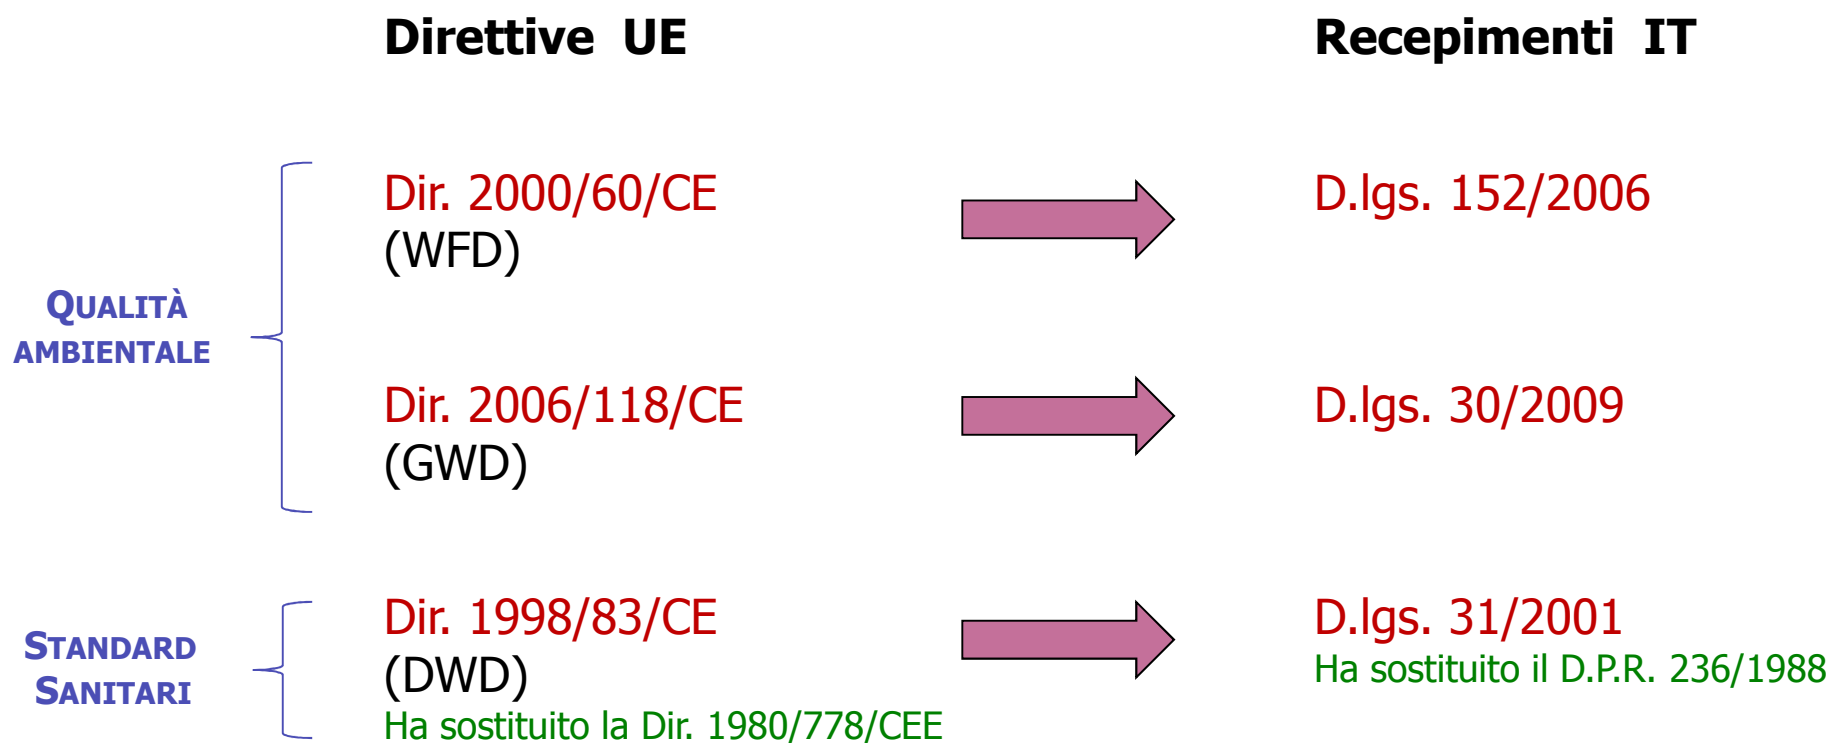 Direttive UE
Recepimenti IT
QUALITÀ
AMBIENTALE
Dir. 2000/60/CE
(WFD)
D.lgs. 152/2006
Dir. 2006/118/CE
(GWD)
D.lgs. 30/2009
STANDARD
SANITARI
Dir. 1998/83/CE
(DWD)
Ha sostituito la Dir. 1980/778/CEE
D.lgs. 31/2001
Ha sostituito il D.P.R. 236/1988